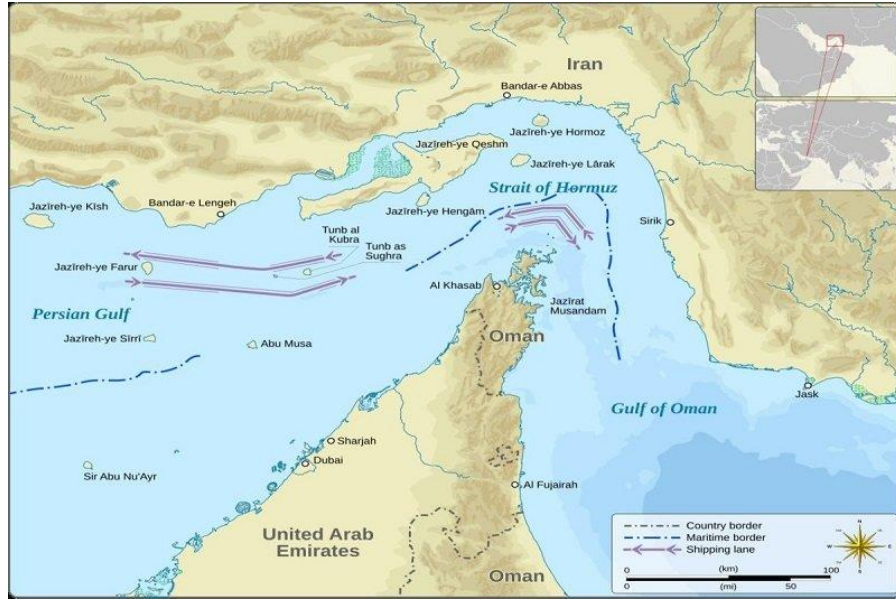 Iran
Bandar-e Abbas
Jazīreh-ye Hormoz
Jazīreh-ye Qeshm
Jazīreh-ye Lārak
Strait of Hormuz
Jazīreh-ye Kīsh
Bandar-e Lengeh
Jazīreh-ye Hengām
Sirik
Tunb al
Kubra
Tunb as
Sughra
Jazīreh-ye Farur
Al Khasab
Jazīrat
Musandam
Persian Gulf
Jazīreh-ye Sīrrī
Abu Musa
Oman
Jask
Gulf of Oman
Sharjah
Dubai
Sir Abu Nu'Ayr
Al Fujairah
United Arab
Emirates
Oman
Country border
Maritime border
Shipping lane
N
W
E
S
0 (km) 100
0 (mi) 50